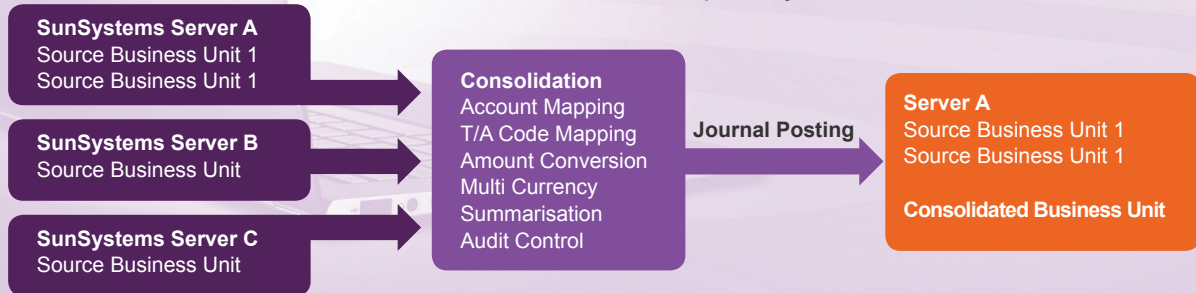 SunSystems Server A
Source Business Unit 1
Source Business Unit 1
SunSystems Server B
Source Business Unit
SunSystems Server C
Source Business Unit
Consolidation
Account Mapping
T/A Code Mapping
Amount Conversion
Multi Currency
Summarisation
Audit Control
Journal Posting
Server A
Source Business Unit 1
Source Business Unit 1
Consolidated Business Unit